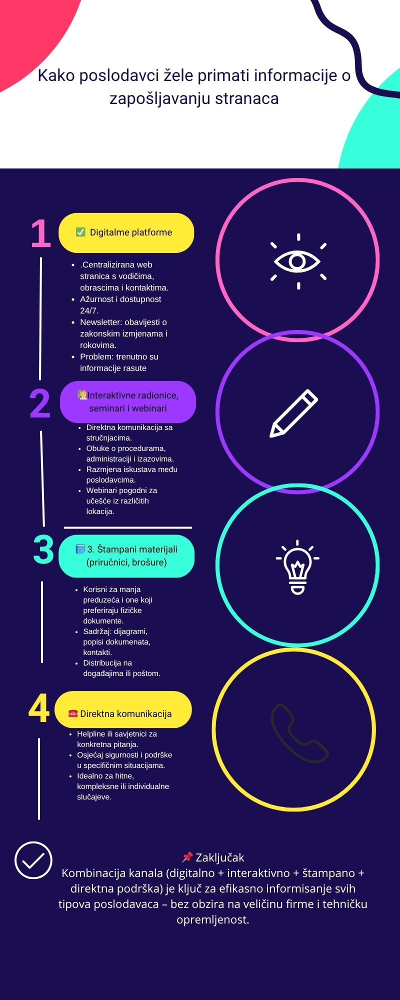 Kako poslodavci žele primati informacije o
zapošljavanju stranaca
1
✅ Digitalme platforme
• .Centralizirana web
stranica s vodičima,
obrascima i kontaktima.
• Ažurnost i dostupnost
24/7.
• Newsletter: obavijesti o
zakonskim izmjenama i
rokovima.
• Problem: trenutno su
informacije rasute
2
🧑‍🏫Interaktivne radionice,
seminari i webinari
• Direktna komunikacija sa
stručnjacima.
• Obuke o procedurama,
administraciji i izazovima.
• Razmjena iskustava među
poslodavcima.
• Webinari pogodni za
učešće iz različitih
lokacija.
3
📘 3. Štampani materijali
(priručnici, brošure)
• Korisni za manja
preduzeća i one koji
preferiraju fizičke
dokumente.
• Sadržaj: dijagrami,
popisi dokumenata,
kontakti.
• Distribucija na
događajima ili poštom.
4
☎️ Direktna komunikacija
• Helpline ili savjetnici za
konkretna pitanja.
• Osjećaj sigurnosti i podrške
u specifičnim situacijama.
• Idealno za hitne,
kompleksne ili individualne
slučajeve.
📌 Zaključak
Kombinacija kanala (digitalno + interaktivno + štampano +
direktna podrška) je ključ za efikasno informisanje svih
tipova poslodavaca – bez obzira na veličinu firme i tehničku
opremljenost.